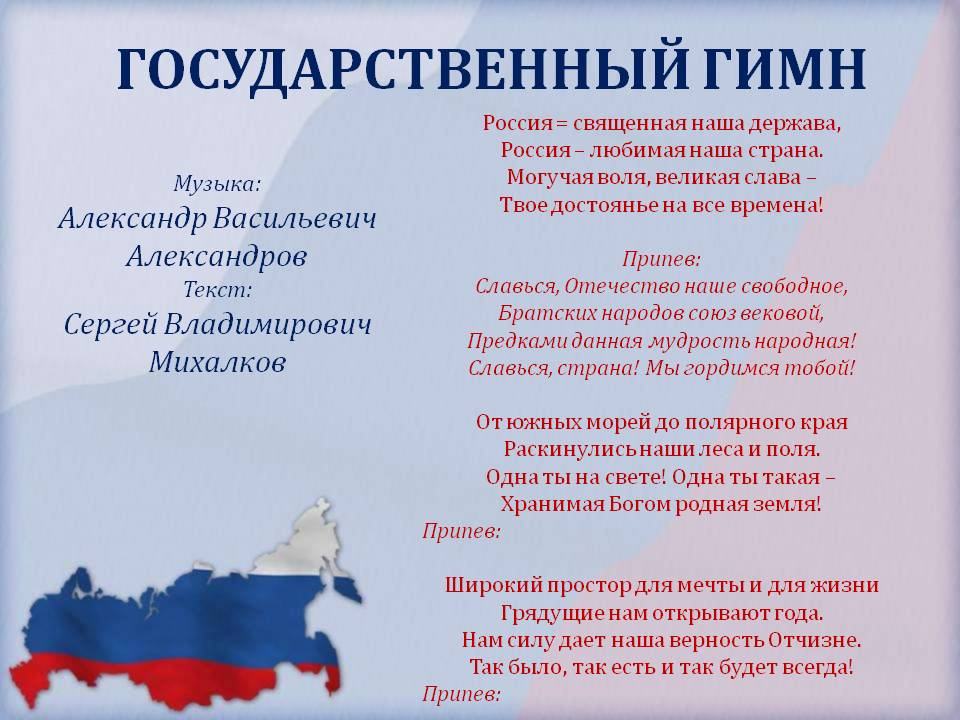 ГОСУДАРСТВЕННЫЙ ГИМН
Музыка:
Александр Васильевич
Александров
Текст:
Сергей Владимирович
Михалков
Россия = священная наша держава,
Россия – любимая наша страна.
Могучая воля, великая слава –
Твое достоянье на все времена!
Припев:
Славься, Отечество наше свободное,
Братских народов союз вековой,
Предками данная мудрость народная!
Славься, страна! Мы гордимся тобой!
От южных морей до полярного края
Раскинулись наши леса и поля.
Одна ты на свете! Одна ты такая –
Хранимая Богом родная земля!
Припев:
Широкий простор для мечты и для жизни
Грядущие нам открывают года.
Нам силу дает наша верность Отчизне.
Так было, так есть и так будет всегда!
Припев: